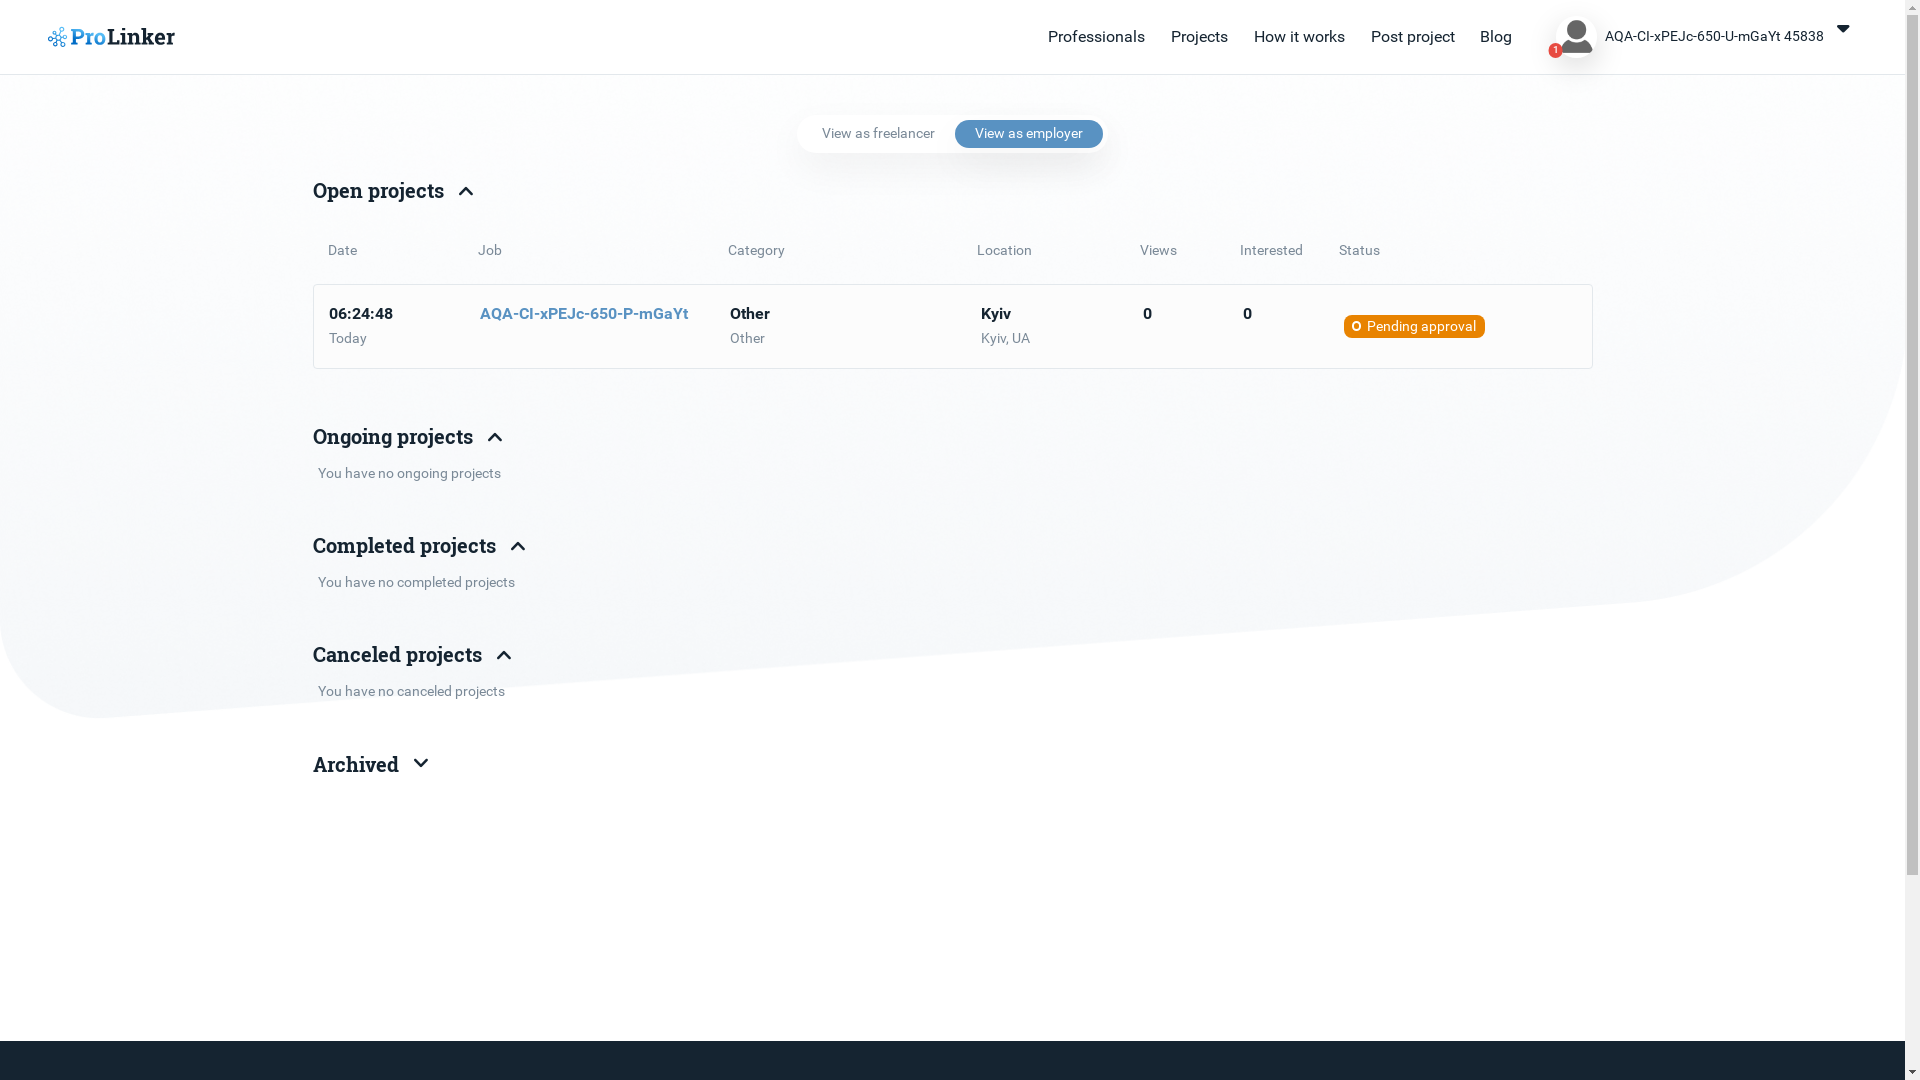 ProLinker
Professionals
Projects
How it works
Post project
Blog
1
AQA-CI-xPEJc-650-U-mGaYt 45838
View as freelancer
View as employer
Open projects
Date Job Category Location Views Interested Status
06:24:48 AQA-CI-xPEJc-650-P-mGaYt Other Kyiv 0 0 Pending approval
Today Other Kyiv, UA
Ongoing projects
You have no ongoing projects
Completed projects
You have no completed projects
Canceled projects
You have no canceled projects
Archived